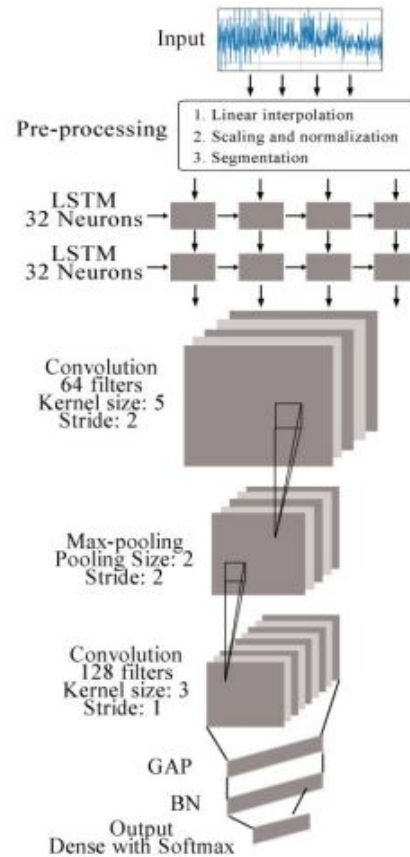 Input
Pre-processing
1. Linear interpolation
2. Scaling and normalization
3. Segmentation
LSTM
32 Neurons
LSTM
32 Neurons
Convolution
64 filters
Kernel size: 5
Stride: 2
Max-pooling
Pooling Size: 2
Stride: 2
Convolution
128 filters
Kernel size: 3
Stride: 1
GAP
BN
Output
Dense with Softmax